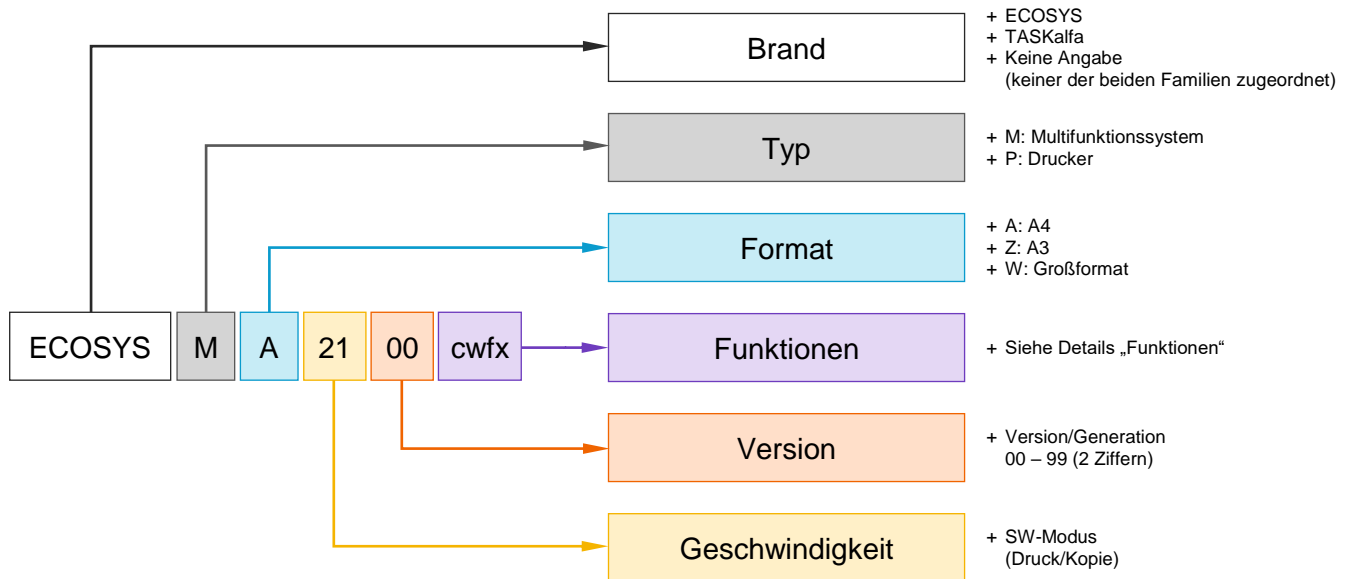 Brand
+ ECOSYS
+ TASKalfa
+ Keine Angabe
(keiner der beiden Familien zugeordnet)
Typ
+ M: Multifunktionssystem
+ P: Drucker
Format
+ A: A4
+ Z: A3
+ W: Großformat
ECOSYS M A 21 00 cwfx
Funktionen
+ Siehe Details „Funktionen“
Version
+ Version/Generation
00 – 99 (2 Ziffern)
Geschwindigkeit
+ SW-Modus
(Druck/Kopie)